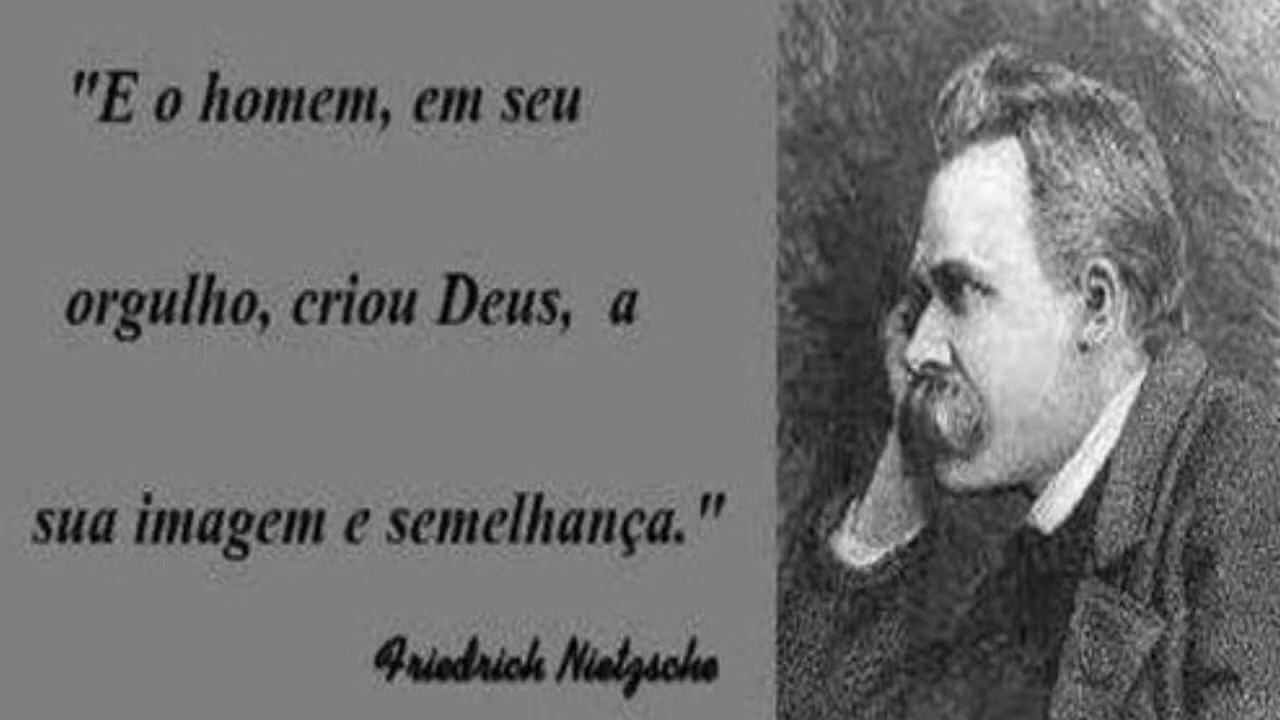 "E o homem, em seu
orgulho, criou Deus, a
sua imagem e semelhança."
Friedrich Nietzsche